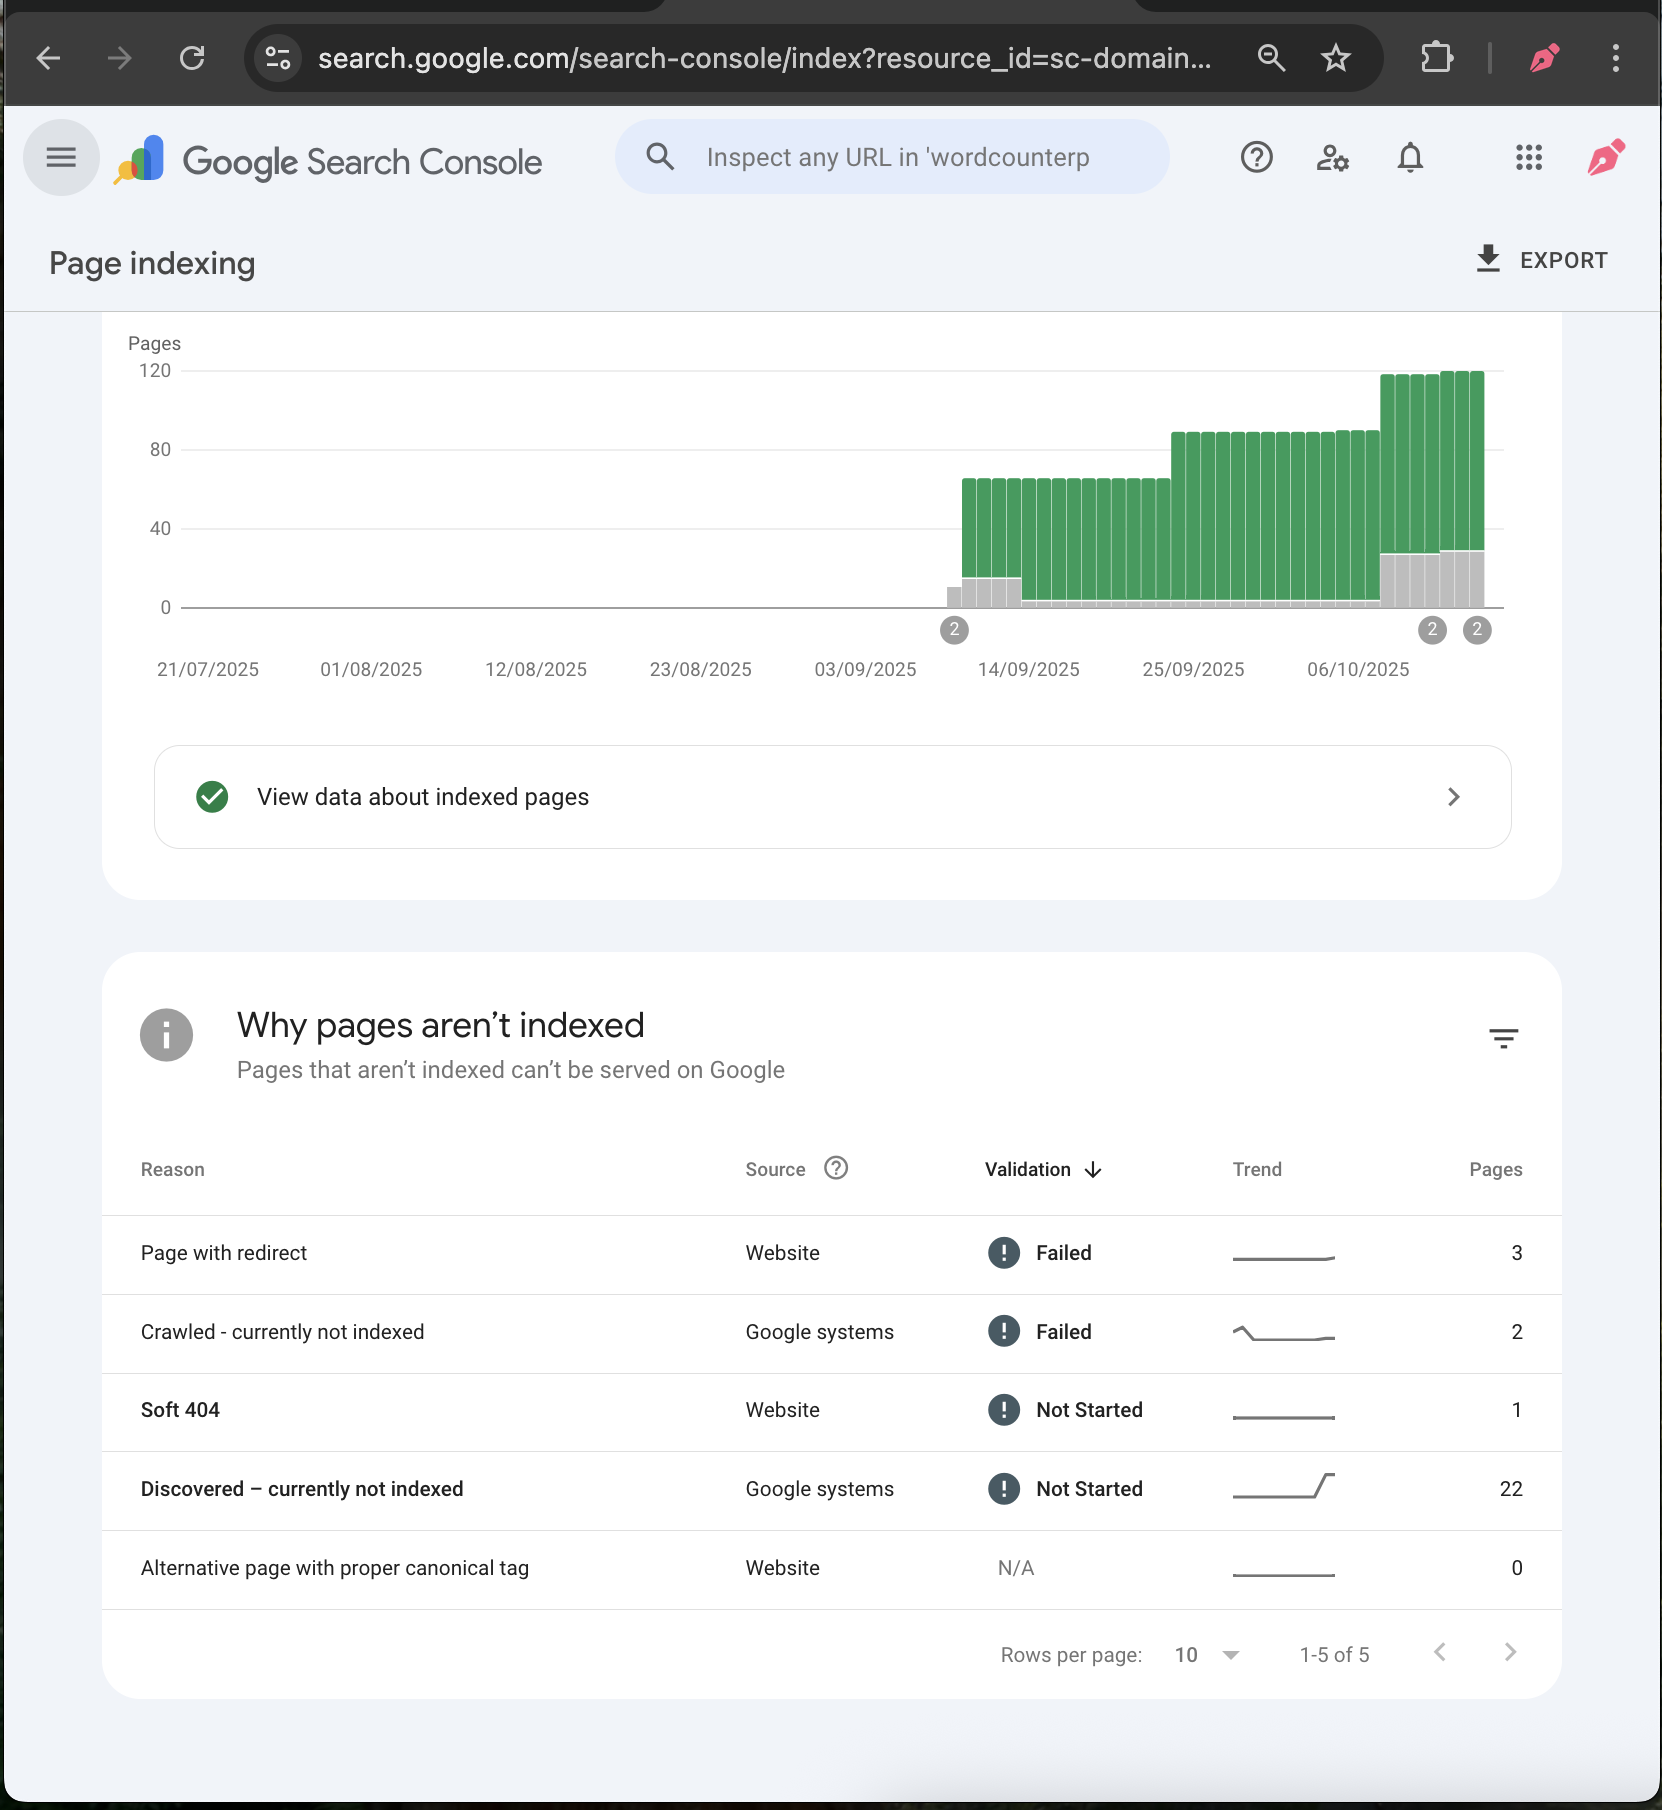 search.google.com/search-console/index?resource_id=sc-domain...
Google Search Console
Inspect any URL in 'wordcounterp
Page indexing
EXPORT
Pages
120
80
40
0
2
2
2
21/07/2025
01/08/2025
12/08/2025
23/08/2025
03/09/2025
14/09/2025
25/09/2025
06/10/2025
View data about indexed pages
Why pages aren’t indexed
Pages that aren’t indexed can’t be served on Google
Reason Source Validation Trend Pages
Page with redirect Website Failed 3
Crawled - currently not indexed Google systems Failed 2
Soft 404 Website Not Started 1
Discovered – currently not indexed Google systems Not Started 22
Alternative page with proper canonical tag Website N/A 0
Rows per page: 10 1-5 of 5